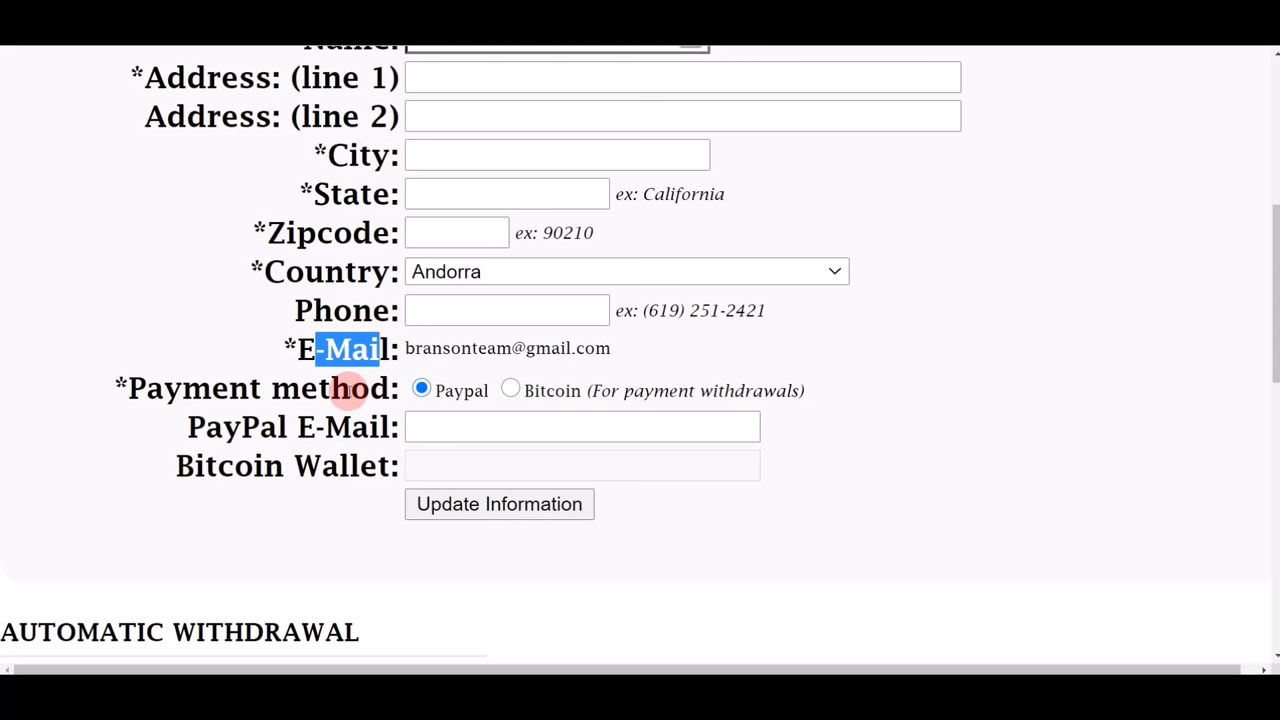 Name:
*Address: (line 1)
Address: (line 2)
*City:
*State: ex: California
*Zipcode: ex: 90210
*Country: Andorra
Phone: ex: (619) 251-2421
*E-Mail: bransonteam@gmail.com
*Payment method: Paypal Bitcoin (For payment withdrawals)
PayPal E-Mail:
Bitcoin Wallet:
Update Information
AUTOMATIC WITHDRAWAL